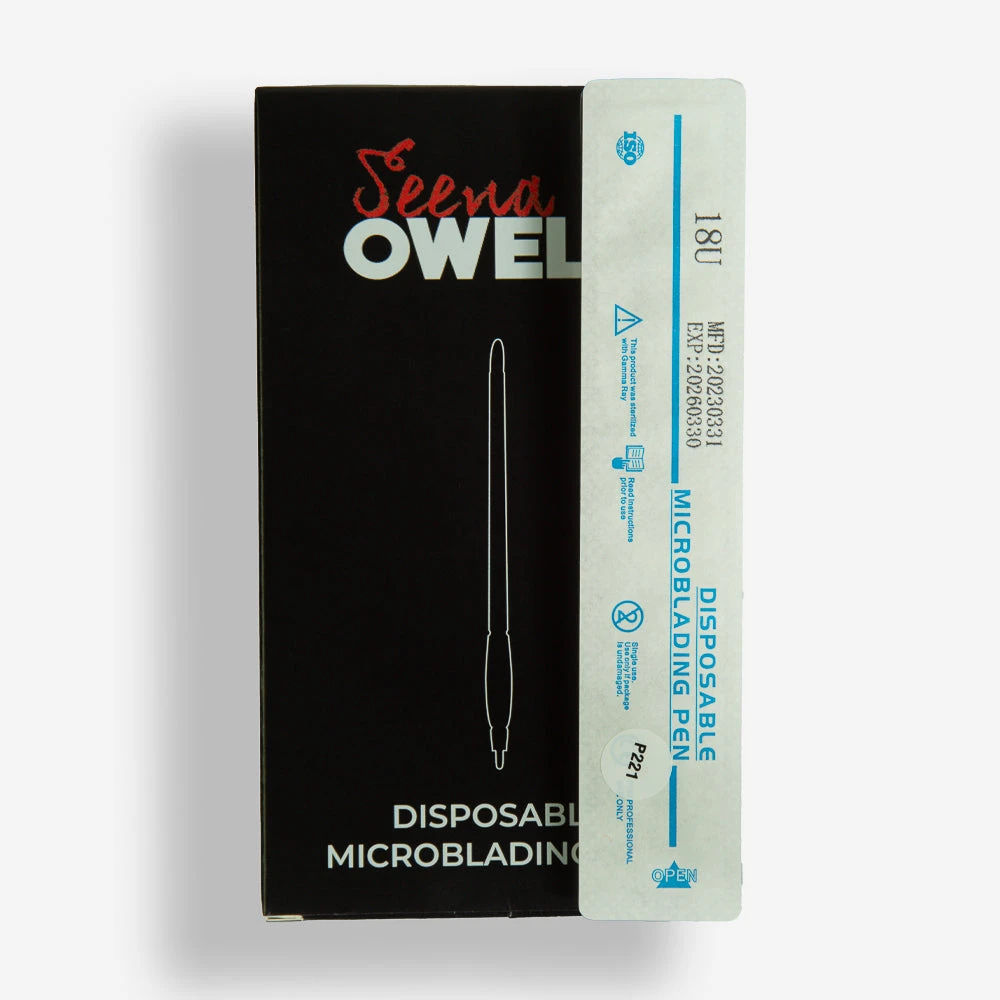 Seena
OWEL
DISPOSABL
MICROBLADING
ISO
18U
MFD:20230331
EXP:20260330
This product was sterilized
with Gamma Ray
Read instructions
prior to use
Single use.
Use only if package
is undamaged.
DISPOSABLE
MICROBLADING PEN
P221
PROFESSIONAL
ONLY
OPEN